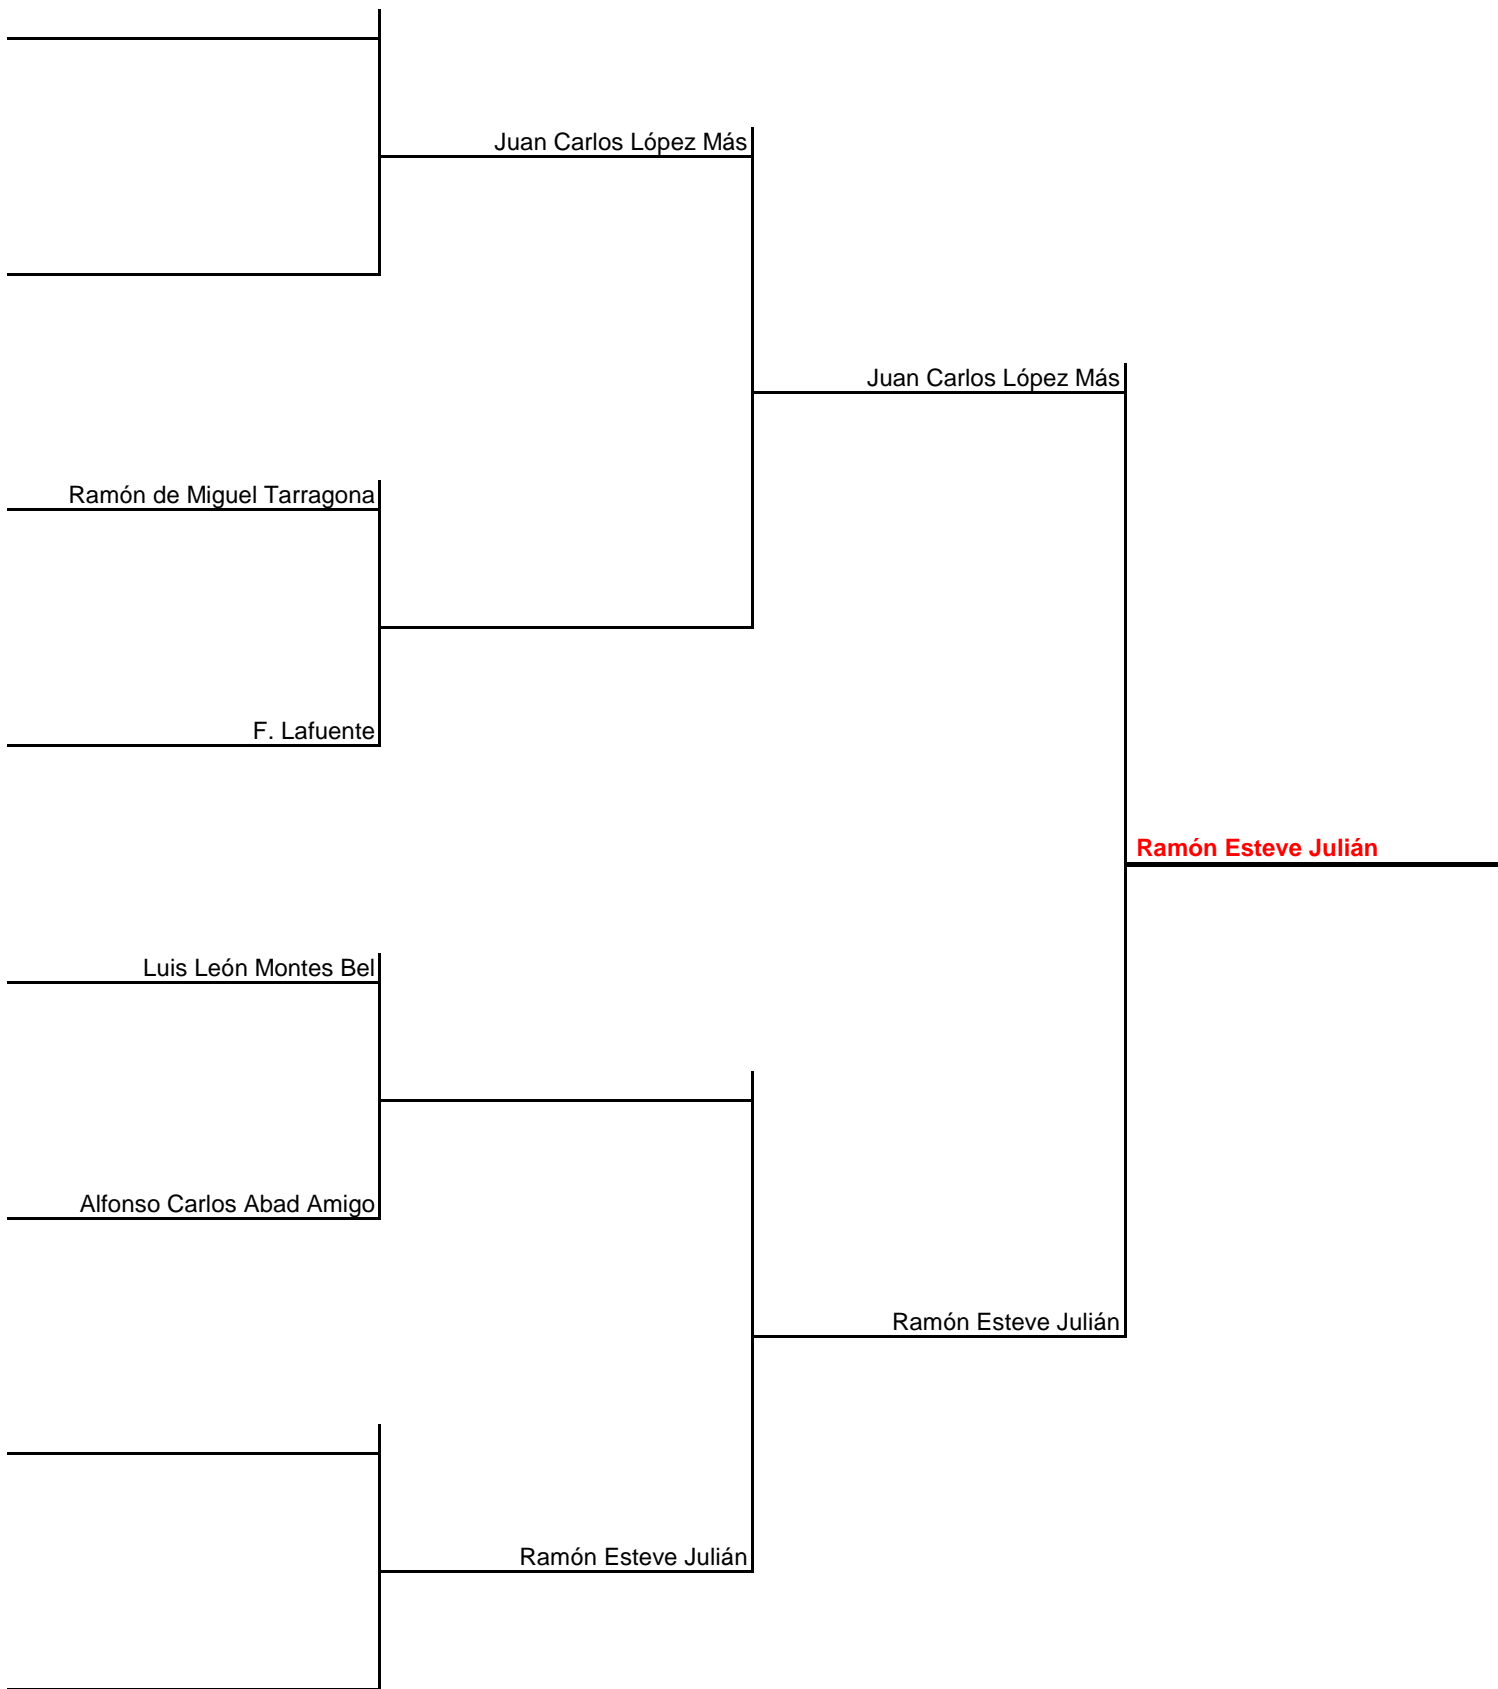 Juan Carlos López Más
Juan Carlos López Más
Ramón de Miguel Tarragona
F. Lafuente
Ramón Esteve Julián
Luis León Montes Bel
Alfonso Carlos Abad Amigo
Ramón Esteve Julián
Ramón Esteve Julián